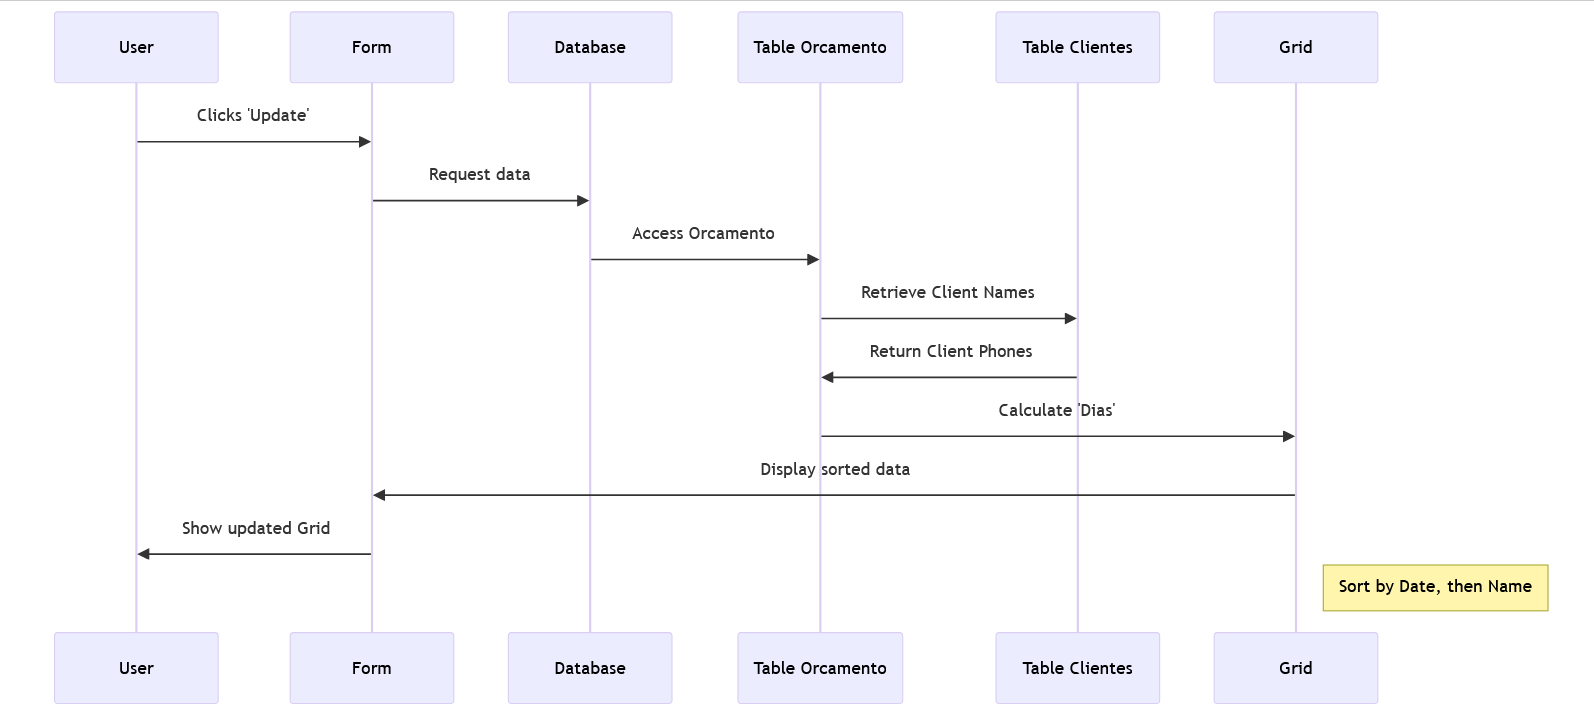 User
Form
Database
Table Orcamento
Table Clientes
Grid
Clicks 'Update'
Request data
Access Orcamento
Retrieve Client Names
Return Client Phones
Calculate 'Dias'
Display sorted data
Show updated Grid
Sort by Date, then Name
User
Form
Database
Table Orcamento
Table Clientes
Grid